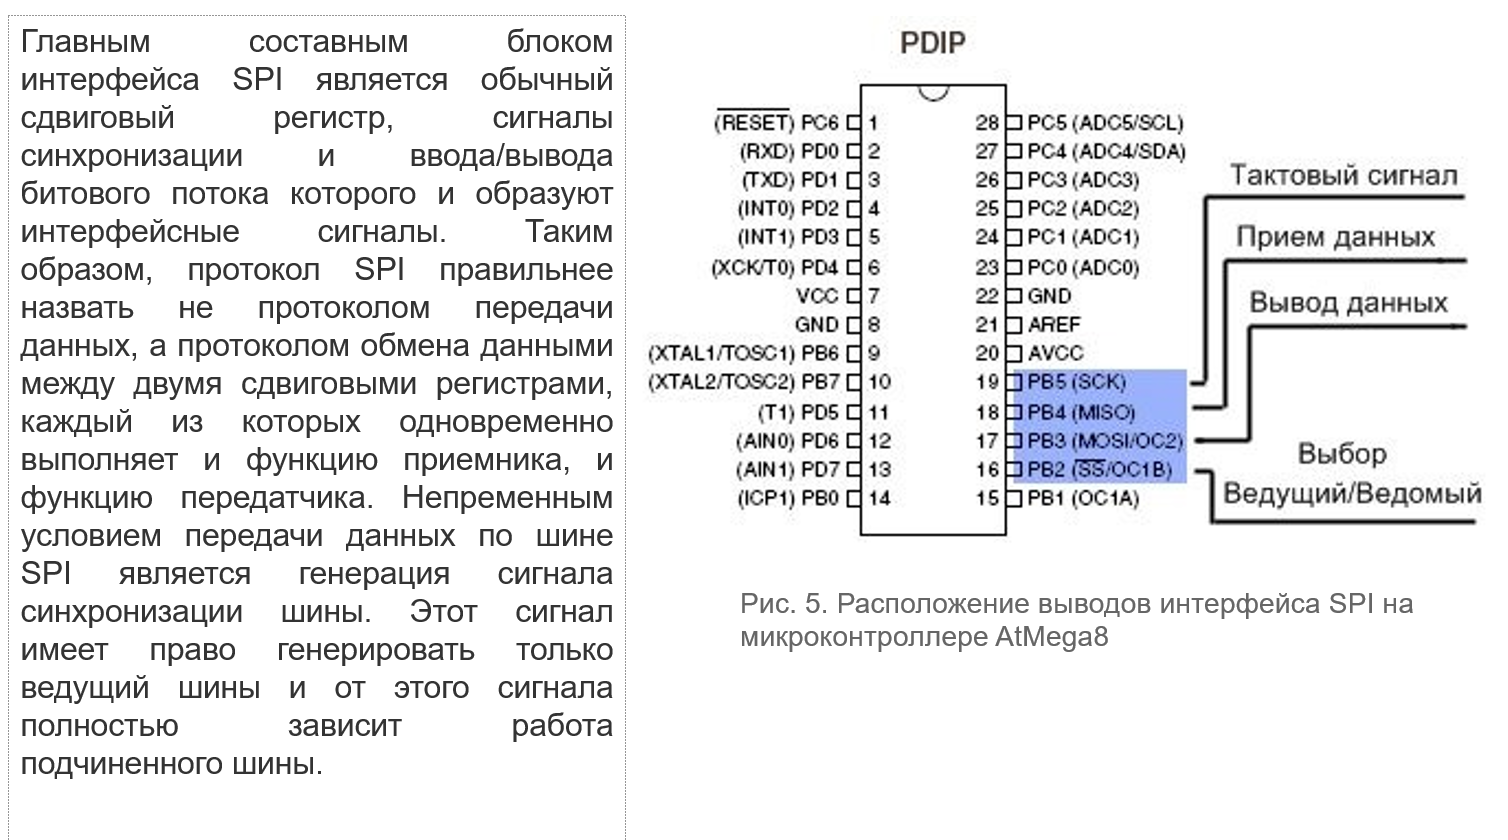 Главным составным блоком
интерфейса SPI является обычный
сдвиговый регистр, сигналы
синхронизации и ввода/вывода
битового потока которого и образуют
интерфейсные сигналы. Таким
образом, протокол SPI правильнее
назвать не протоколом передачи
данных, а протоколом обмена данными
между двумя сдвиговыми регистрами,
каждый из которых одновременно
выполняет и функцию приемника, и
функцию передатчика. Непременным
условием передачи данных по шине
SPI является генерация сигнала
синхронизации шины. Этот сигнал
имеет право генерировать только
ведущий шины и от этого сигнала
полностью зависит работа
подчиненного шины.
PDIP
(RESET) PC6 1 28 PC5 (ADC5/SCL)
(RXD) PD0 2 27 PC4 (ADC4/SDA)
(TXD) PD1 3 26 PC3 (ADC3)
(INT0) PD2 4 25 PC2 (ADC2)
(INT1) PD3 5 24 PC1 (ADC1)
(XCK/T0) PD4 6 23 PC0 (ADC0)
VCC 7 22 GND
GND 8 21 AREF
(XTAL1/TOSC1) PB6 9 20 AVCC
(XTAL2/TOSC2) PB7 10 19 PB5 (SCK)
(T1) PD5 11 18 PB4 (MISO)
(AIN0) PD6 12 17 PB3 (MOSI/OC2)
(AIN1) PD7 13 16 PB2 (SS/OC1B)
(ICP1) PB0 14 15 PB1 (OC1A)
Тактовый сигнал
Прием данных
Вывод данных
Выбор
Ведущий/Ведомый
Рис. 5. Расположение выводов интерфейса SPI на
микроконтроллере AtMega8